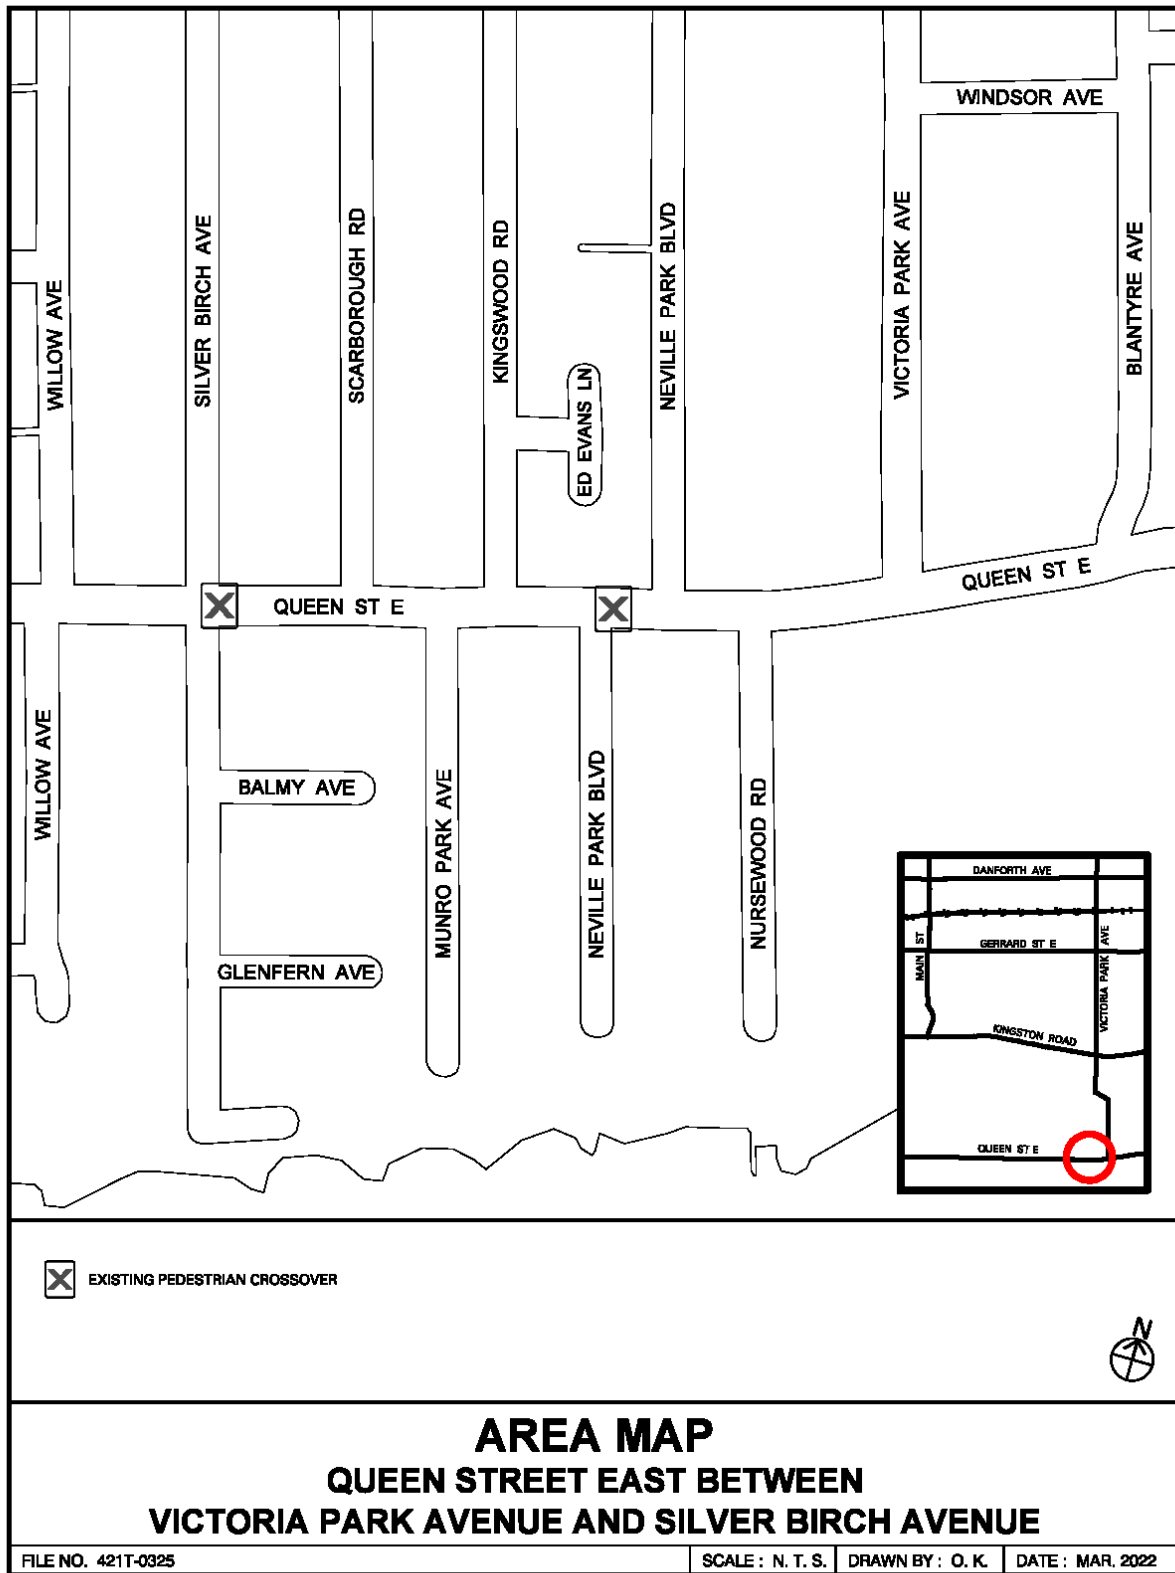 WINDSOR AVE
WILLOW AVE
SILVER BIRCH AVE
SCARBOROUGH RD
KINGSWOOD RD
ED EVANS LN
NEVILLE PARK BLVD
VICTORIA PARK AVE
BLANTYRE AVE
QUEEN ST E
QUEEN ST E
WILLOW AVE
BALMY AVE
GLENFERN AVE
MUNRO PARK AVE
NEVILLE PARK BLVD
NURSEWOOD RD
DANFORTH AVE
MAIN ST
GERRARD ST E
VICTORIA PARK AVE
KINGSTON ROAD
QUEEN ST E
X EXISTING PEDESTRIAN CROSSOVER
N
AREA MAP
QUEEN STREET EAST BETWEEN
VICTORIA PARK AVENUE AND SILVER BIRCH AVENUE
FILE NO. 421T-0325
SCALE : N. T. S.
DRAWN BY : O. K.
DATE : MAR. 2022